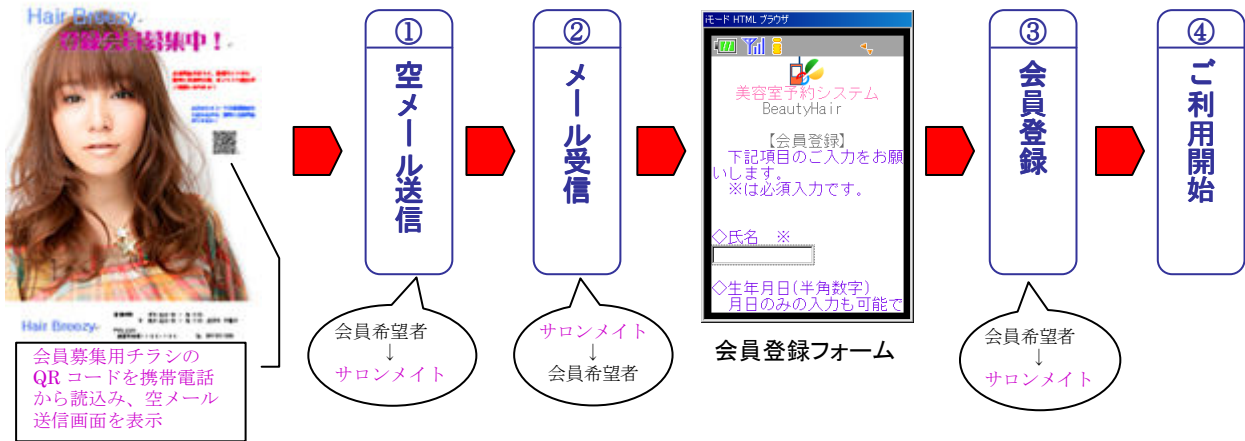 Hair Breezy
登録会員募集中！
Hair Breezy
会員募集用チラシの
QR コードを携帯電話
から読込み、空メール
送信画面を表示
①
空メール送信
会員希望者
↓
サロンメイト
②
メール受信
サロンメイト
↓
会員希望者
iモード HTML ブラウザ
美容室予約システム
BeautyHair
【会員登録】
下記項目のご入力をお願
いします。
※は必須入力です。
◇氏名　※
◇生年月日(半角数字)
月日のみの入力も可能で
会員登録フォーム
③
会員登録
会員希望者
↓
サロンメイト
④
ご利用開始